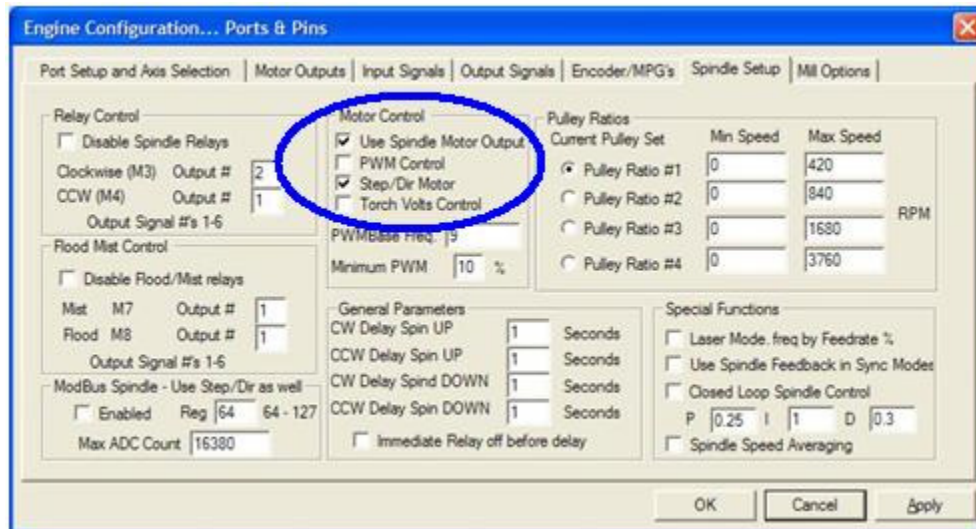 Engine Configuration... Ports & Pins
Port Setup and Axis Selection | Motor Outputs | Input Signals | Output Signals | Encoder/MPG's | Spindle Setup | Mill Options
Relay Control
Disable Spindle Relays
Clockwise (M3) Output # 2
CCW (M4) Output # 1
Output Signal #'s 1-6
Flood Mist Control
Disable Flood/Mist relays
Mist M7 Output # 1
Flood M8 Output # 1
Output Signal #'s 1-6
ModBus Spindle - Use Step/Dir as well
Enabled Reg 64 64 - 127
Max ADC Count 16380
Motor Control
Use Spindle Motor Output
PWM Control
Step/Dir Motor
Torch Volts Control
PWMBase Freq. 9
Minimum PWM 10 %
General Parameters
CW Delay Spin UP 1 Seconds
CCW Delay Spin UP 1 Seconds
CW Delay Spind DOWN 1 Seconds
CCW Delay Spin DOWN 1 Seconds
Immediate Relay off before delay
Pulley Ratios
Current Pulley Set Min Speed Max Speed
Pulley Ratio #1 0 420
Pulley Ratio #2 0 840
Pulley Ratio #3 0 1680
Pulley Ratio #4 0 3760
RPM
Special Functions
Laser Mode. freq by Feedrate %
Use Spindle Feedback in Sync Modes
Closed Loop Spindle Control
P 0.25 I 1 D 0.3
Spindle Speed Averaging
OK Cancel Apply